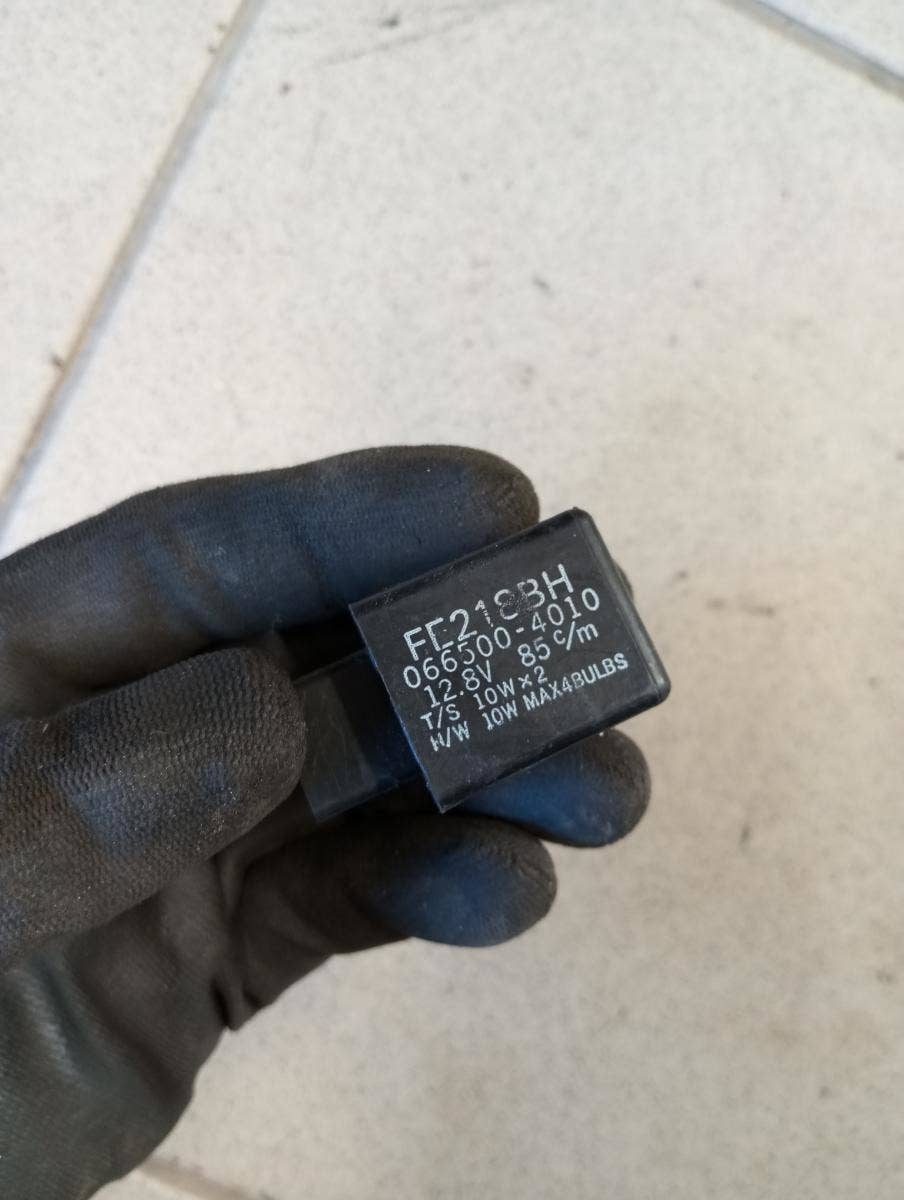 FE218BH
066500-4010
12.8V 85 c/m
T/S 10W×2
H/W 10W MAX4BULBS